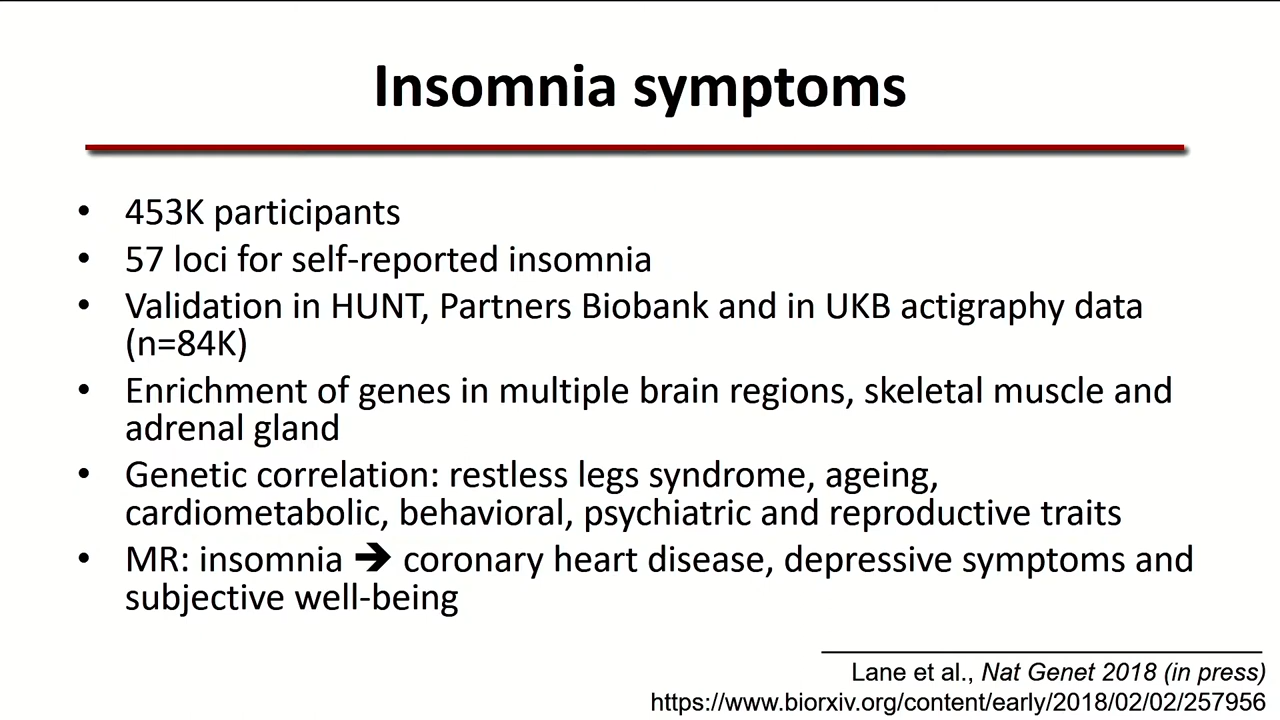 Insomnia symptoms
• 453K participants
• 57 loci for self-reported insomnia
• Validation in HUNT, Partners Biobank and in UKB actigraphy data
(n=84K)
• Enrichment of genes in multiple brain regions, skeletal muscle and
adrenal gland
• Genetic correlation: restless legs syndrome, ageing,
cardiometabolic, behavioral, psychiatric and reproductive traits
• MR: insomnia ➔ coronary heart disease, depressive symptoms and
subjective well-being
Lane et al., Nat Genet 2018 (in press)
https://www.biorxiv.org/content/early/2018/02/02/257956